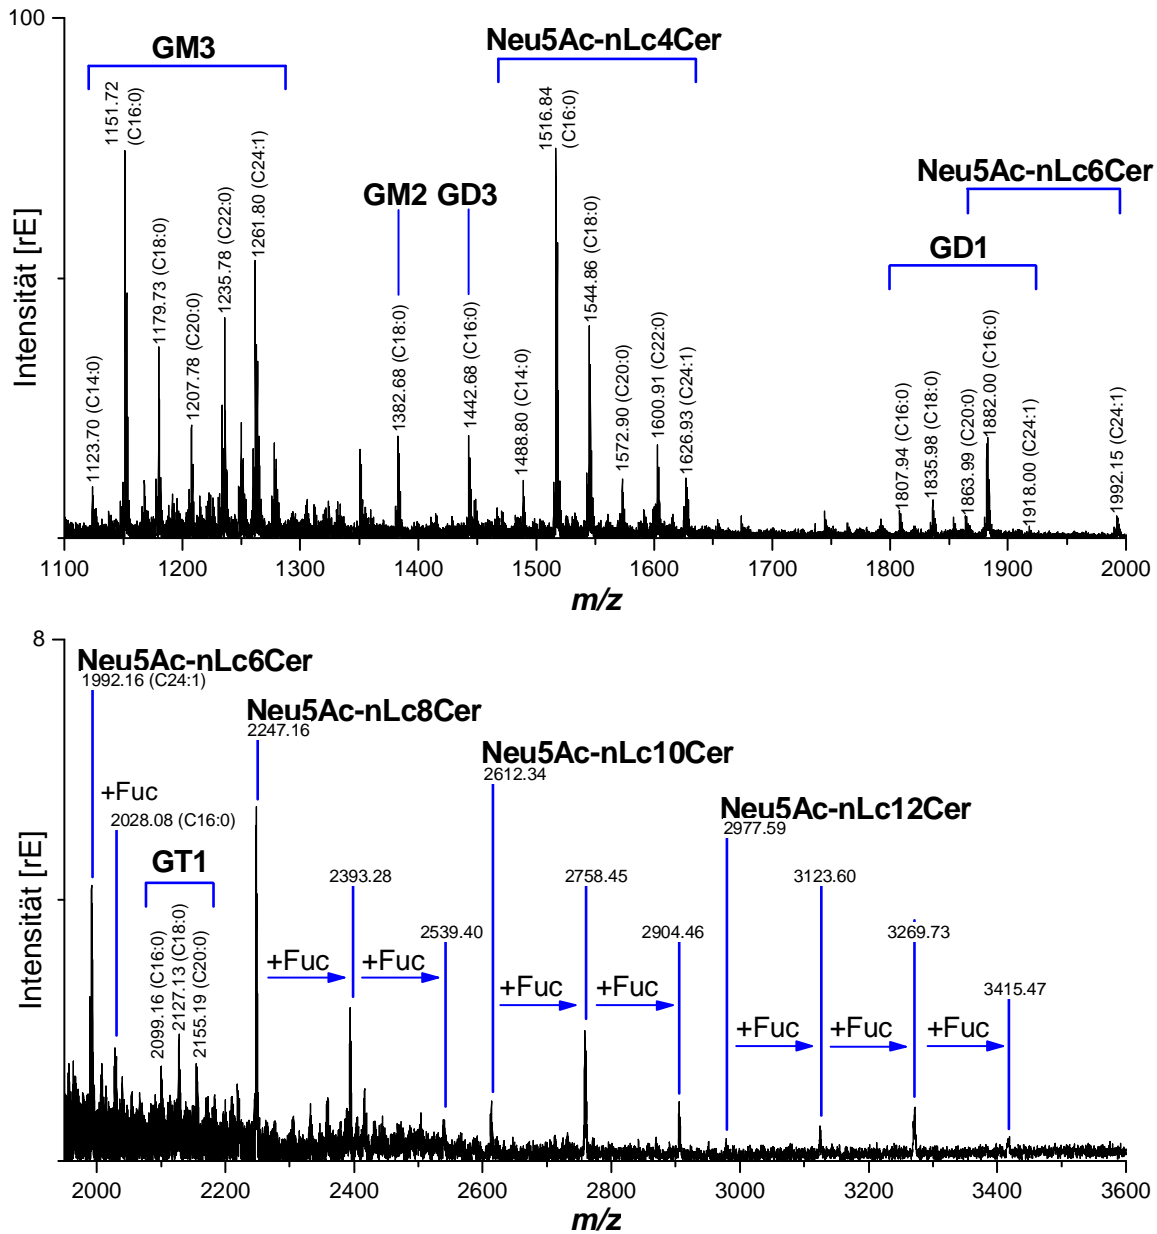 100
GM3
Neu5Ac-nLc4Cer
1151.72
(C16:0)
1516.84
(C16:0)
Neu5Ac-nLc6Cer
1261.80 (C24:1)
GM2 GD3
1179.73 (C18:0)
1235.78 (C22:0)
1544.86 (C18:0)
GD1
Intensität [rE]
1207.78 (C20:0)
1123.70 (C14:0)
1382.68 (C18:0)
1442.68 (C16:0)
1488.80 (C14:0)
1572.90 (C20:0)
1600.91 (C22:0)
1626.93 (C24:1)
1807.94 (C16:0)
1835.98 (C18:0)
1863.99 (C20:0)
1882.00 (C16:0)
1918.00 (C24:1)
1992.15 (C24:1)
1100 1200 1300 1400 1500 1600 1700 1800 1900 2000
m/z
8
Neu5Ac-nLc6Cer
1992.16 (C24:1)
Neu5Ac-nLc8Cer
2247.16
Neu5Ac-nLc10Cer
2612.34
+Fuc
2028.08 (C16:0)
Neu5Ac-nLc12Cer
2977.59
GT1
2393.28
2758.45
3123.60
Intensität [rE]
2099.16 (C16:0)
2127.13 (C18:0)
2155.19 (C20:0)
2539.40
2904.46
3269.73
+Fuc +Fuc
3415.47
+Fuc +Fuc
+Fuc +Fuc +Fuc
2000 2200 2400 2600 2800 3000 3200 3400 3600
m/z